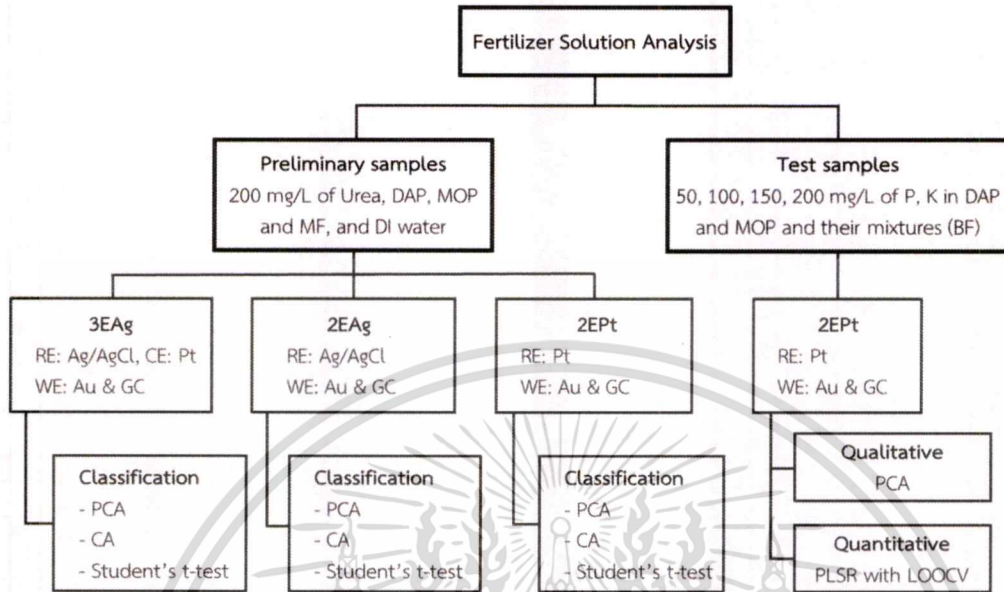 Fertilizer Solution Analysis
Preliminary samples
200 mg/L of Urea, DAP, MOP
and MF, and DI water
Test samples
50, 100, 150, 200 mg/L of P, K in DAP
and MOP and their mixtures (BF)
3EAg
RE: Ag/AgCl, CE: Pt
WE: Au & GC
2EAg
RE: Ag/AgCl
WE: Au & GC
2EPt
RE: Pt
WE: Au & GC
2EPt
RE: Pt
WE: Au & GC
Classification
- PCA
- CA
- Student's t-test
Classification
- PCA
- CA
- Student's t-test
Classification
- PCA
- CA
- Student's t-test
Qualitative
PCA
Quantitative
PLSR with LOOCV